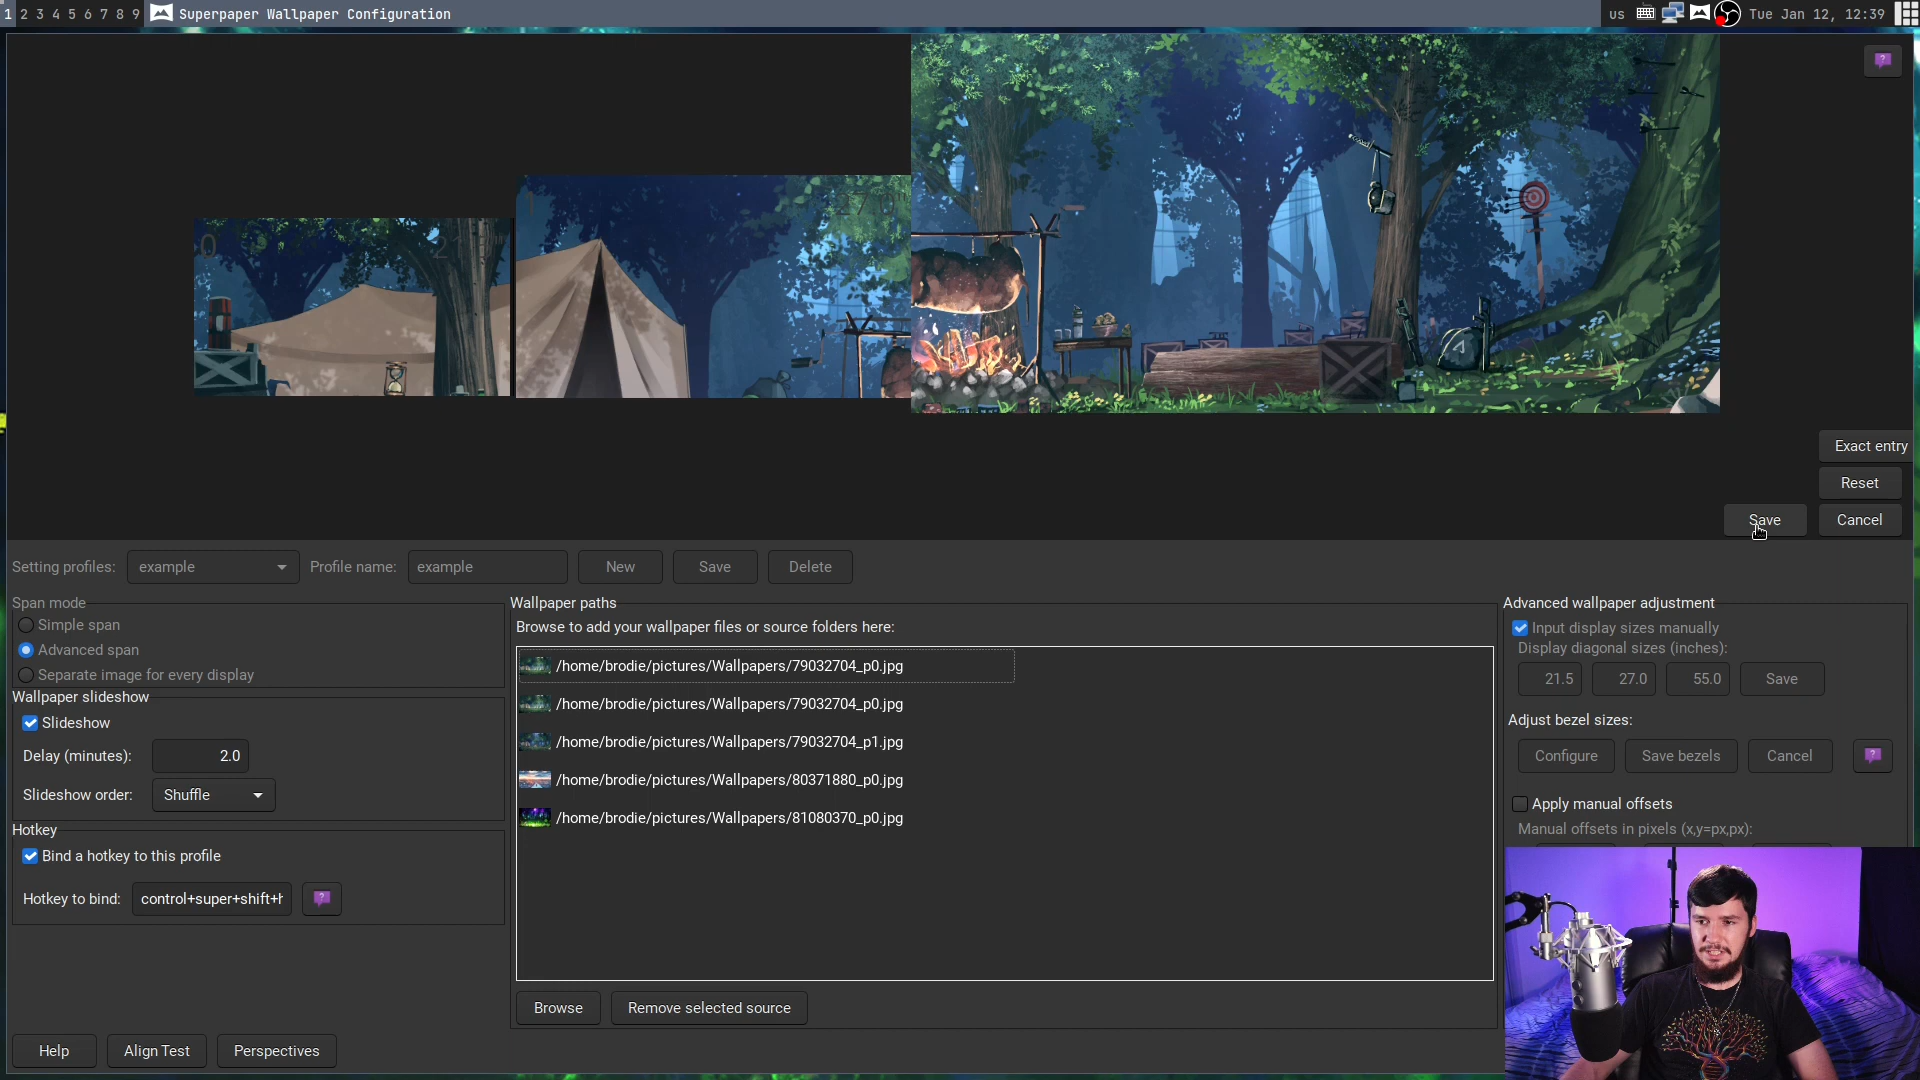 1 2 3 4 5 6 7 8 9 Superpaper Wallpaper Configuration us Tue Jan 12, 12:39
Exact entry
Reset
Save Cancel
Setting profiles: example Profile name: example New Save Delete
Span mode
Simple span
Advanced span
Separate image for every display
Wallpaper slideshow
Slideshow
Delay (minutes): 2.0
Slideshow order: Shuffle
Hotkey
Bind a hotkey to this profile
Hotkey to bind: control+super+shift+h
Wallpaper paths
Browse to add your wallpaper files or source folders here:
/home/brodie/pictures/Wallpapers/79032704_p0.jpg
/home/brodie/pictures/Wallpapers/79032704_p0.jpg
/home/brodie/pictures/Wallpapers/79032704_p1.jpg
/home/brodie/pictures/Wallpapers/80371880_p0.jpg
/home/brodie/pictures/Wallpapers/81080370_p0.jpg
Browse Remove selected source
Advanced wallpaper adjustment
Input display sizes manually
Display diagonal sizes (inches):
21.5 27.0 55.0 Save
Adjust bezel sizes:
Configure Save bezels Cancel
Apply manual offsets
Manual offsets in pixels (x,y=px,px):
Help Align Test Perspectives